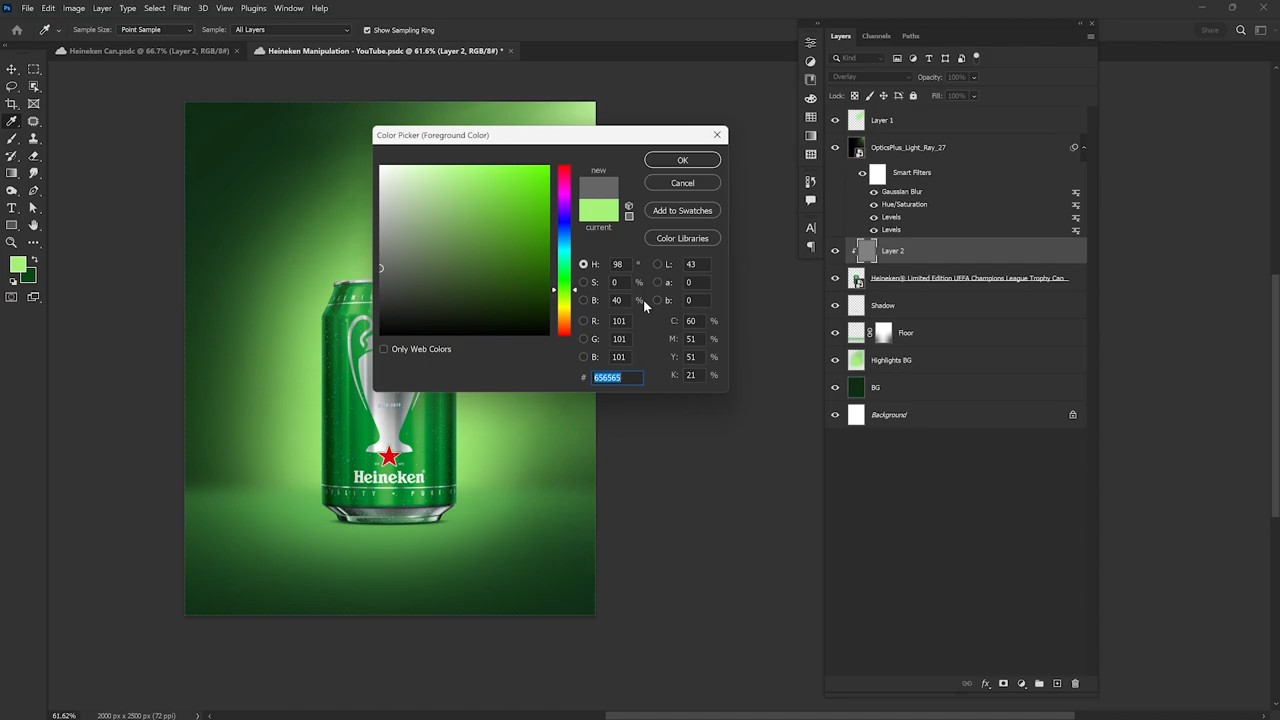 Ps File Edit Image Layer Type Select Filter 3D View Plugins Window Help
Sample Size: Point Sample Sample: All Layers Show Sampling Ring Share
Heineken Can.psdc @ 66.7% (Layer 2, RGB/8#) × Heineken Manipulation - YouTube.psdc @ 61.6% (Layer 2, RGB/8#) * ×
Color Picker (Foreground Color)
new
current
OK
Cancel
Add to Swatches
Color Libraries
H: 98 ° L: 43
S: 0 % a: 0
B: 40 % b: 0
R: 101 C: 60 %
G: 101 M: 51 %
B: 101 Y: 51 %
# 656565 K: 21 %
Only Web Colors
Heineken
Layers Channels Paths
Kind
Overlay Opacity: 100%
Lock: Fill: 100%
Layer 1
OpticsPlus_Light_Ray_27
Smart Filters
Gaussian Blur
Hue/Saturation
Levels
Levels
Layer 2
Heineken® Limited Edition UEFA Champions League Trophy Can...
Shadow
Floor
Highlights BG
BG
Background
fx
61.62% 2000 px x 2500 px (72 ppi)